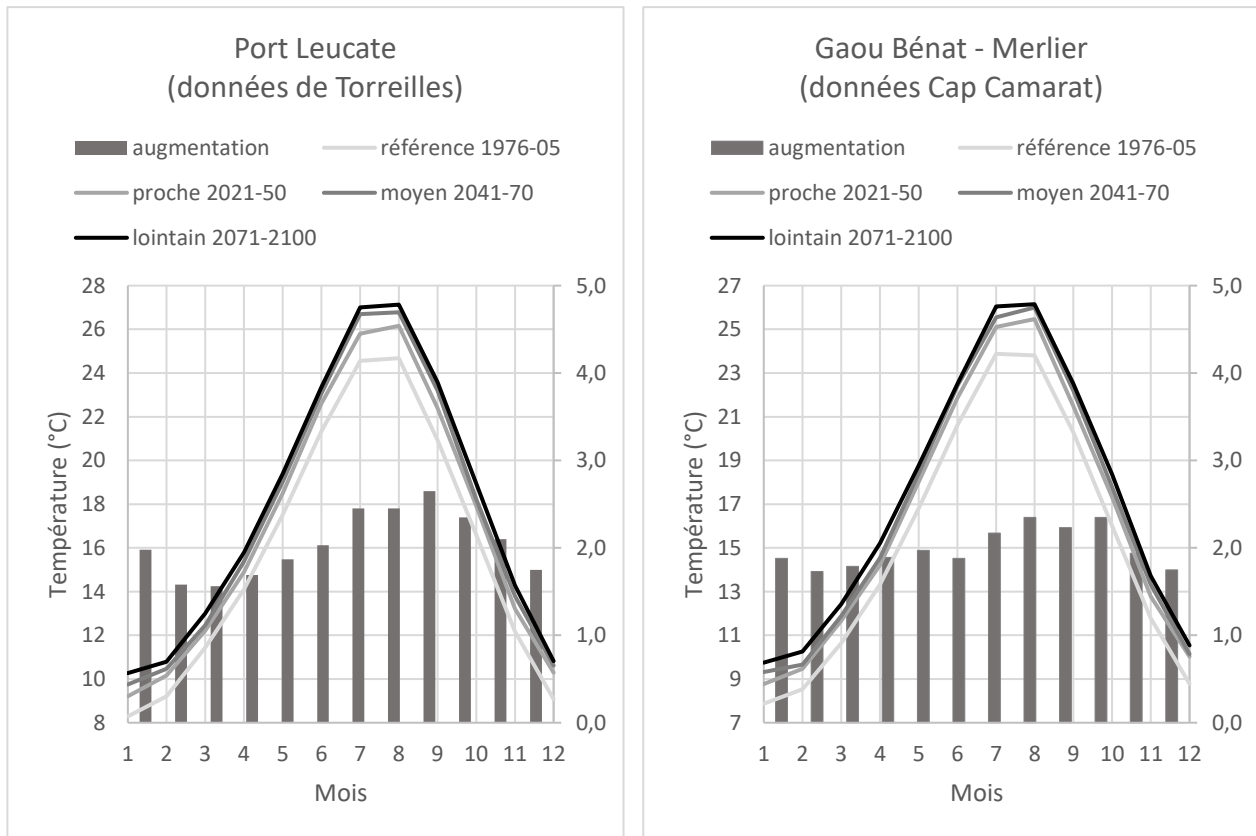 Port Leucate
(données de Torreilles)
augmentation
référence 1976-05
proche 2021-50
moyen 2041-70
lointain 2071-2100
28
26
24
22
20
18
16
14
12
10
8
5,0
4,0
3,0
2,0
1,0
0,0
Température (°C)
1 2 3 4 5 6 7 8 9 10 11 12
Mois
Gaou Bénat - Merlier
(données Cap Camarat)
augmentation
référence 1976-05
proche 2021-50
moyen 2041-70
lointain 2071-2100
27
25
23
21
19
17
15
13
11
9
7
5,0
4,0
3,0
2,0
1,0
0,0
Température (°C)
1 2 3 4 5 6 7 8 9 10 11 12
Mois